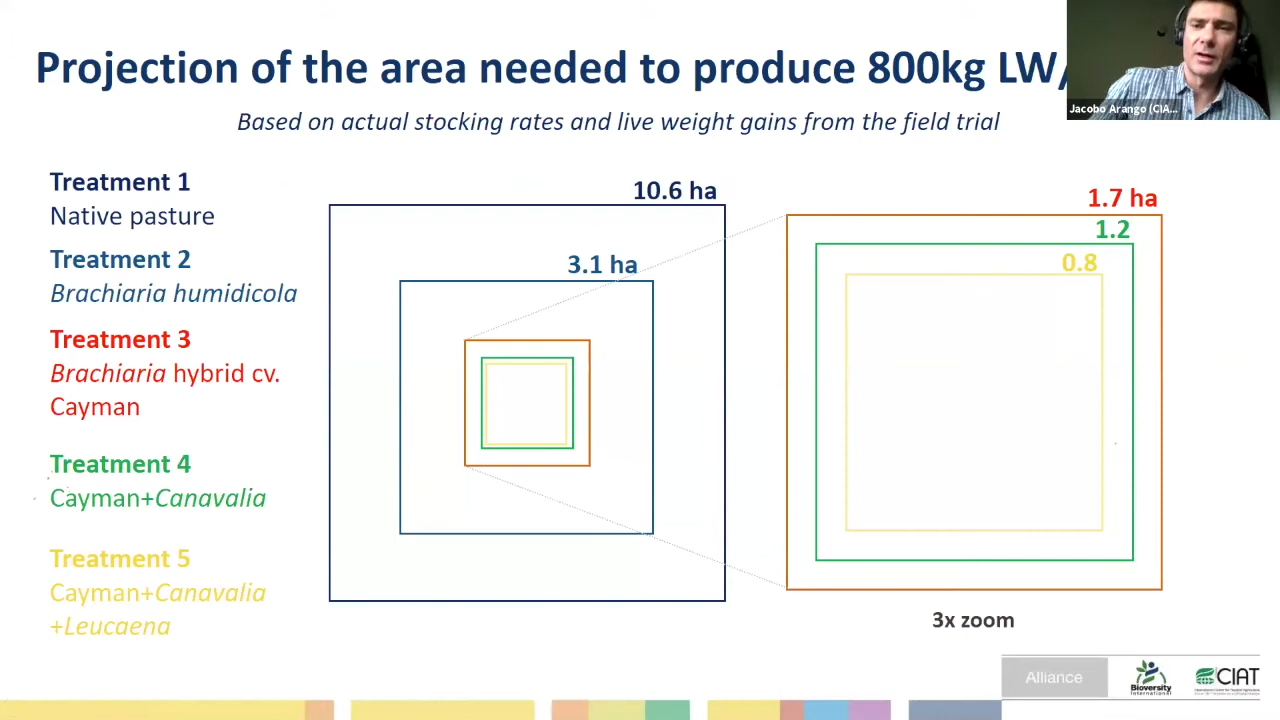 Projection of the area needed to produce 800kg LW/
Jacobo Arango (CIA...
Based on actual stocking rates and live weight gains from the field trial
Treatment 1
Native pasture
Treatment 2
Brachiaria humidicola
Treatment 3
Brachiaria hybrid cv.
Cayman
Treatment 4
Cayman+Canavalia
Treatment 5
Cayman+Canavalia
+Leucaena
10.6 ha
3.1 ha
1.7 ha
1.2
0.8
3x zoom
Alliance
Bioversity
International
CIAT